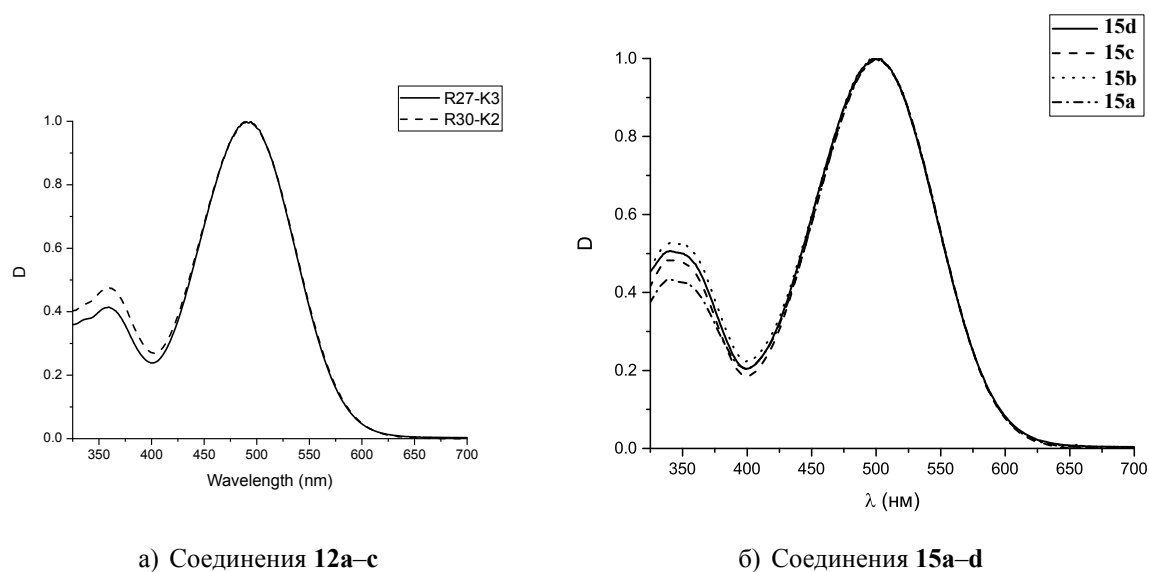 R27-K3
R30-K2
D
1.0
0.8
0.6
0.4
0.2
0.0
350 400 450 500 550 600 650 700
Wavelength (nm)
а) Соединения 12a–c
15d
15c
15b
15a
D
1.0
0.8
0.6
0.4
0.2
0.0
350 400 450 500 550 600 650 700
λ (нм)
б) Соединения 15a–d